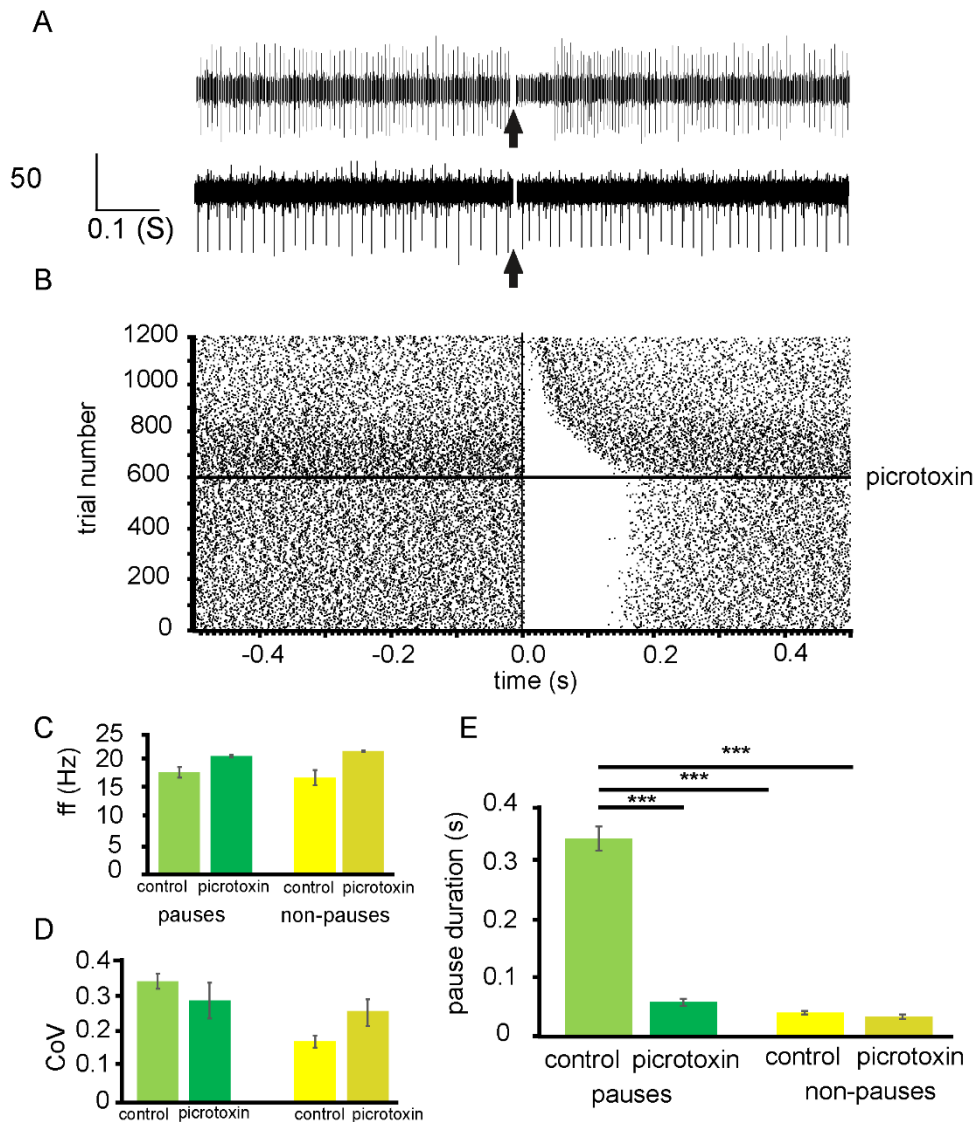 A
50
0.1 (S)
B
trial number
1200
1000
800
600
400
200
0
picrotoxin
-0.4
-0.2
0.0
0.2
0.4
time (s)
C
ff (Hz)
25
20
15
10
5
0
control
picrotoxin
control
picrotoxin
pauses
non-pauses
D
CoV
0.4
0.3
0.2
0.1
0
control
picrotoxin
control
picrotoxin
E
***
***
***
pause duration (s)
0.4
0.3
0.2
0.1
0
control
picrotoxin
control
picrotoxin
pauses
non-pauses